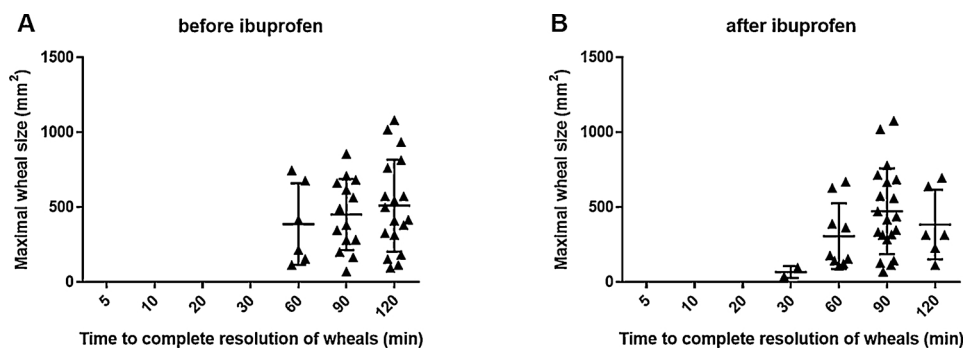 A
before ibuprofen
Maximal wheal size (mm²)
1500
1000
500
0
5
10
20
30
60
90
120
Time to complete resolution of wheals (min)
B
after ibuprofen
Maximal wheal size (mm²)
1500
1000
500
0
5
10
20
30
60
90
120
Time to complete resolution of wheals (min)